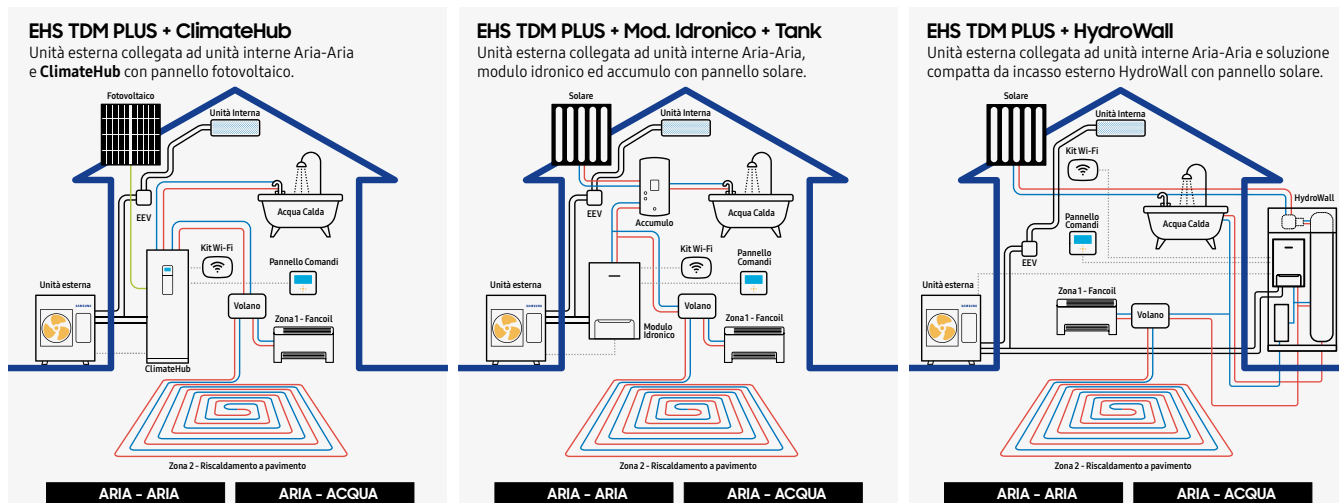 EHS TDM PLUS + ClimateHub
Unità esterna collegata ad unità interne Aria-Aria
e ClimateHub con pannello fotovoltaico.
Fotovoltaico
Unità Interna
EEV
Acqua Calda
Kit Wi-Fi
Pannello
Comandi
Unità esterna
SAMSUNG
Volano
Zona 1 - Fancoil
ClimateHub
Zona 2 - Riscaldamento a pavimento
ARIA - ARIA
ARIA - ACQUA
EHS TDM PLUS + Mod. Idronico + Tank
Unità esterna collegata ad unità interne Aria-Aria,
modulo idronico ed accumulo con pannello solare.
Solare
Unità Interna
EEV
Accumulo
Acqua Calda
Kit Wi-Fi
Pannello
Comandi
Unità esterna
SAMSUNG
Volano
Zona 1 - Fancoil
Modulo
Idronico
Zona 2 - Riscaldamento a pavimento
ARIA - ARIA
ARIA - ACQUA
EHS TDM PLUS + HydroWall
Unità esterna collegata ad unità interne Aria-Aria e soluzione
compatta da incasso esterno HydroWall con pannello solare.
Solare
Unità Interna
Kit Wi-Fi
HydroWall
Pannello
Comandi
Acqua Calda
EEV
Unità esterna
SAMSUNG
Zona 1 - Fancoil
Volano
Zona 2 - Riscaldamento a pavimento
ARIA - ARIA
ARIA - ACQUA